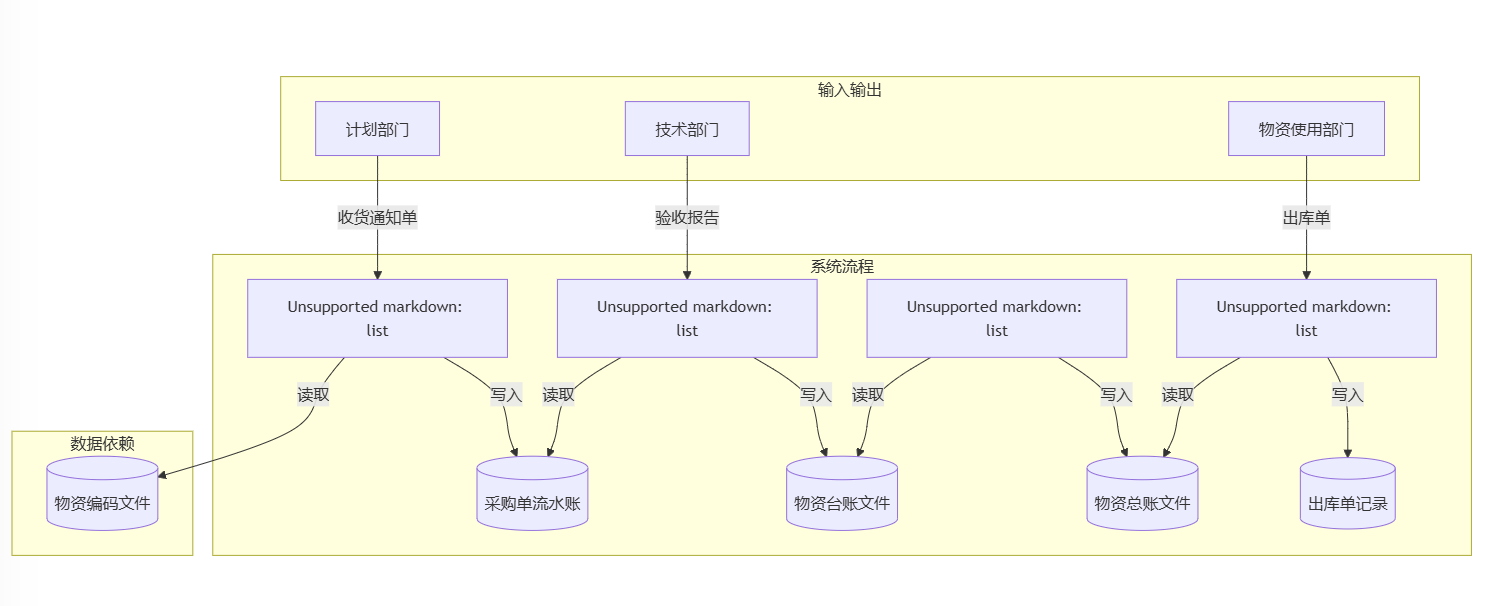 输入输出
计划部门
技术部门
物资使用部门
收货通知单
验收报告
出库单
系统流程
Unsupported markdown:
list
Unsupported markdown:
list
Unsupported markdown:
list
Unsupported markdown:
list
读取
写入
读取
写入
读取
写入
读取
写入
数据依赖
物资编码文件
采购单流水账
物资台账文件
物资总账文件
出库单记录